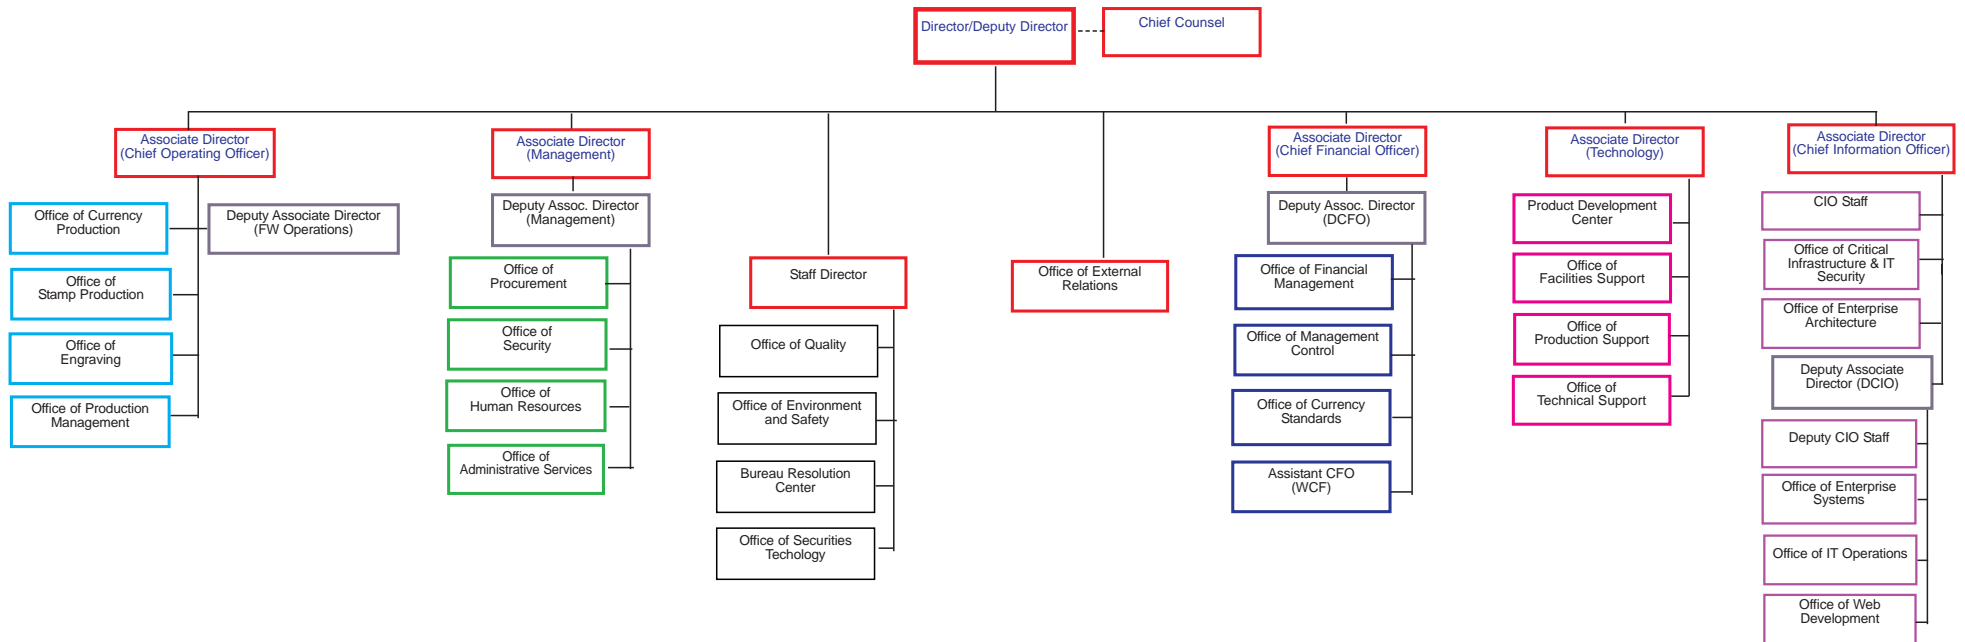 Director/Deputy Director
Chief Counsel
Associate Director
(Chief Operating Officer)
Office of Currency
Production
Deputy Associate Director
(FW Operations)
Office of
Stamp Production
Office of
Engraving
Office of Production
Management
Associate Director
(Management)
Deputy Assoc. Director
(Management)
Office of
Procurement
Office of
Security
Office of
Human Resources
Office of
Administrative Services
Staff Director
Office of Quality
Office of Environment
and Safety
Bureau Resolution
Center
Office of Securities
Techology
Office of External
Relations
Associate Director
(Chief Financial Officer)
Deputy Assoc. Director
(DCFO)
Office of Financial
Management
Office of Management
Control
Office of Currency
Standards
Assistant CFO
(WCF)
Associate Director
(Technology)
Product Development
Center
Office of
Facilities Support
Office of
Production Support
Office of
Technical Support
Associate Director
(Chief Information Officer)
CIO Staff
Office of Critical
Infrastructure & IT
Security
Office of Enterprise
Architecture
Deputy Associate
Director (DCIO)
Deputy CIO Staff
Office of Enterprise
Systems
Office of IT Operations
Office of Web
Development